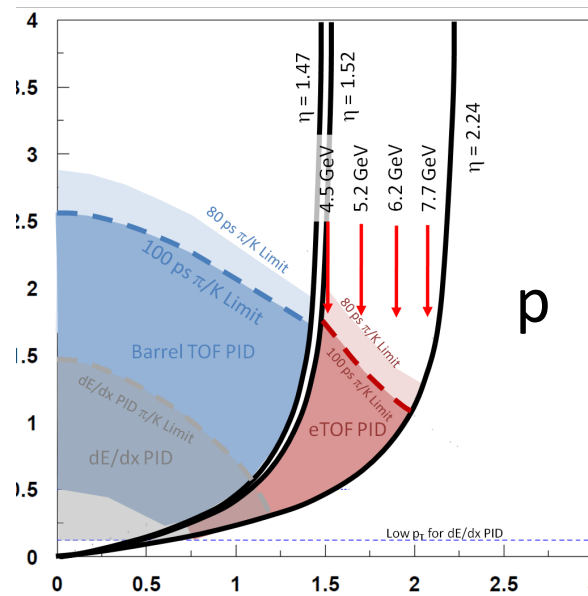 4
3.5
3
2.5
2
1.5
1
0.5
0
0
0.5
1
1.5
2
2.5
η = 1.47
η = 1.52
η = 2.24
4.5 GeV
5.2 GeV
6.2 GeV
7.7 GeV
80 ps π/K Limit
100 ps π/K Limit
Barrel TOF PID
dE/dx PID π/K Limit
dE/dx PID
80 ps π/K Limit
100 ps π/K Limit
eTOF PID
p
Low pT for dE/dx PID